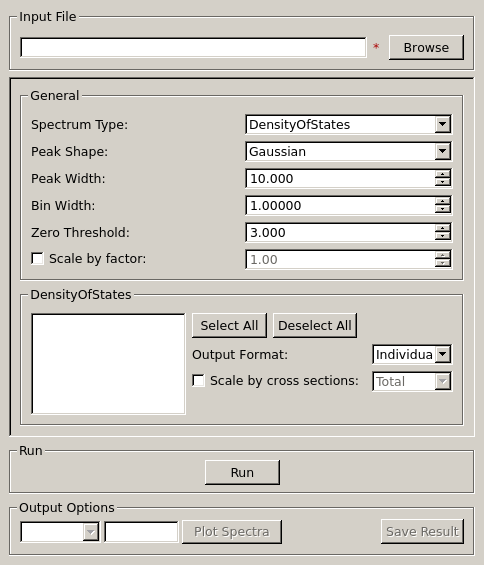 Input File
* Browse
General
Spectrum Type: DensityOfStates
Peak Shape: Gaussian
Peak Width: 10.000
Bin Width: 1.00000
Zero Threshold: 3.000
Scale by factor: 1.00
DensityOfStates
Select All Deselect All
Output Format: Individua
Scale by cross sections: Total
Run
Run
Output Options
Plot Spectra Save Result